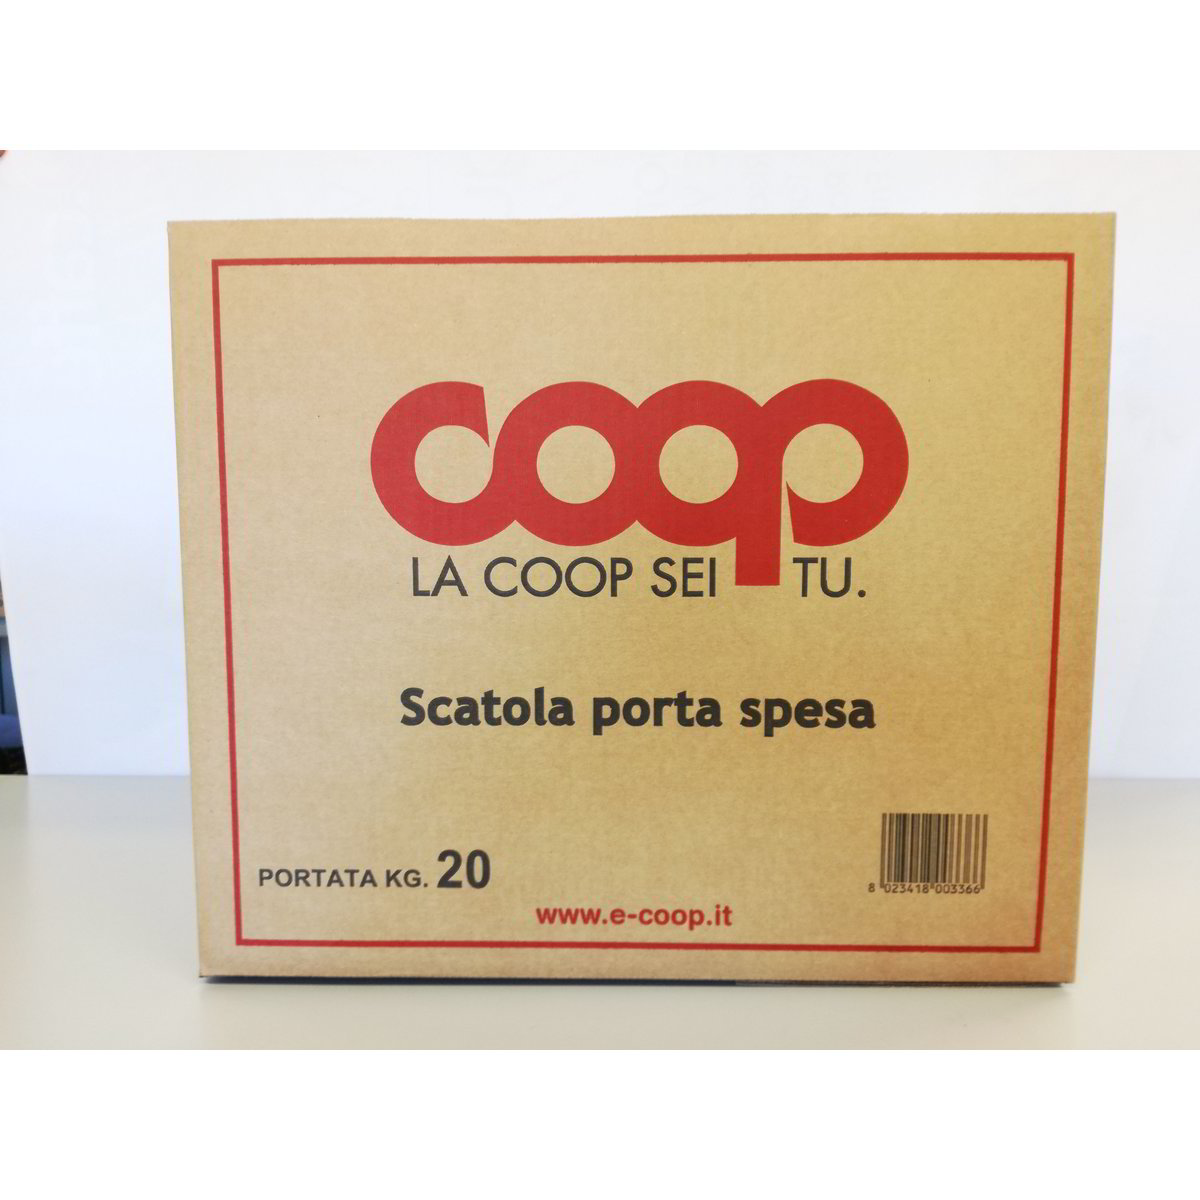 coop
LA COOP SEI TU.
Scatola porta spesa
PORTATA KG. 20
8 023418 003366
www.e-coop.it